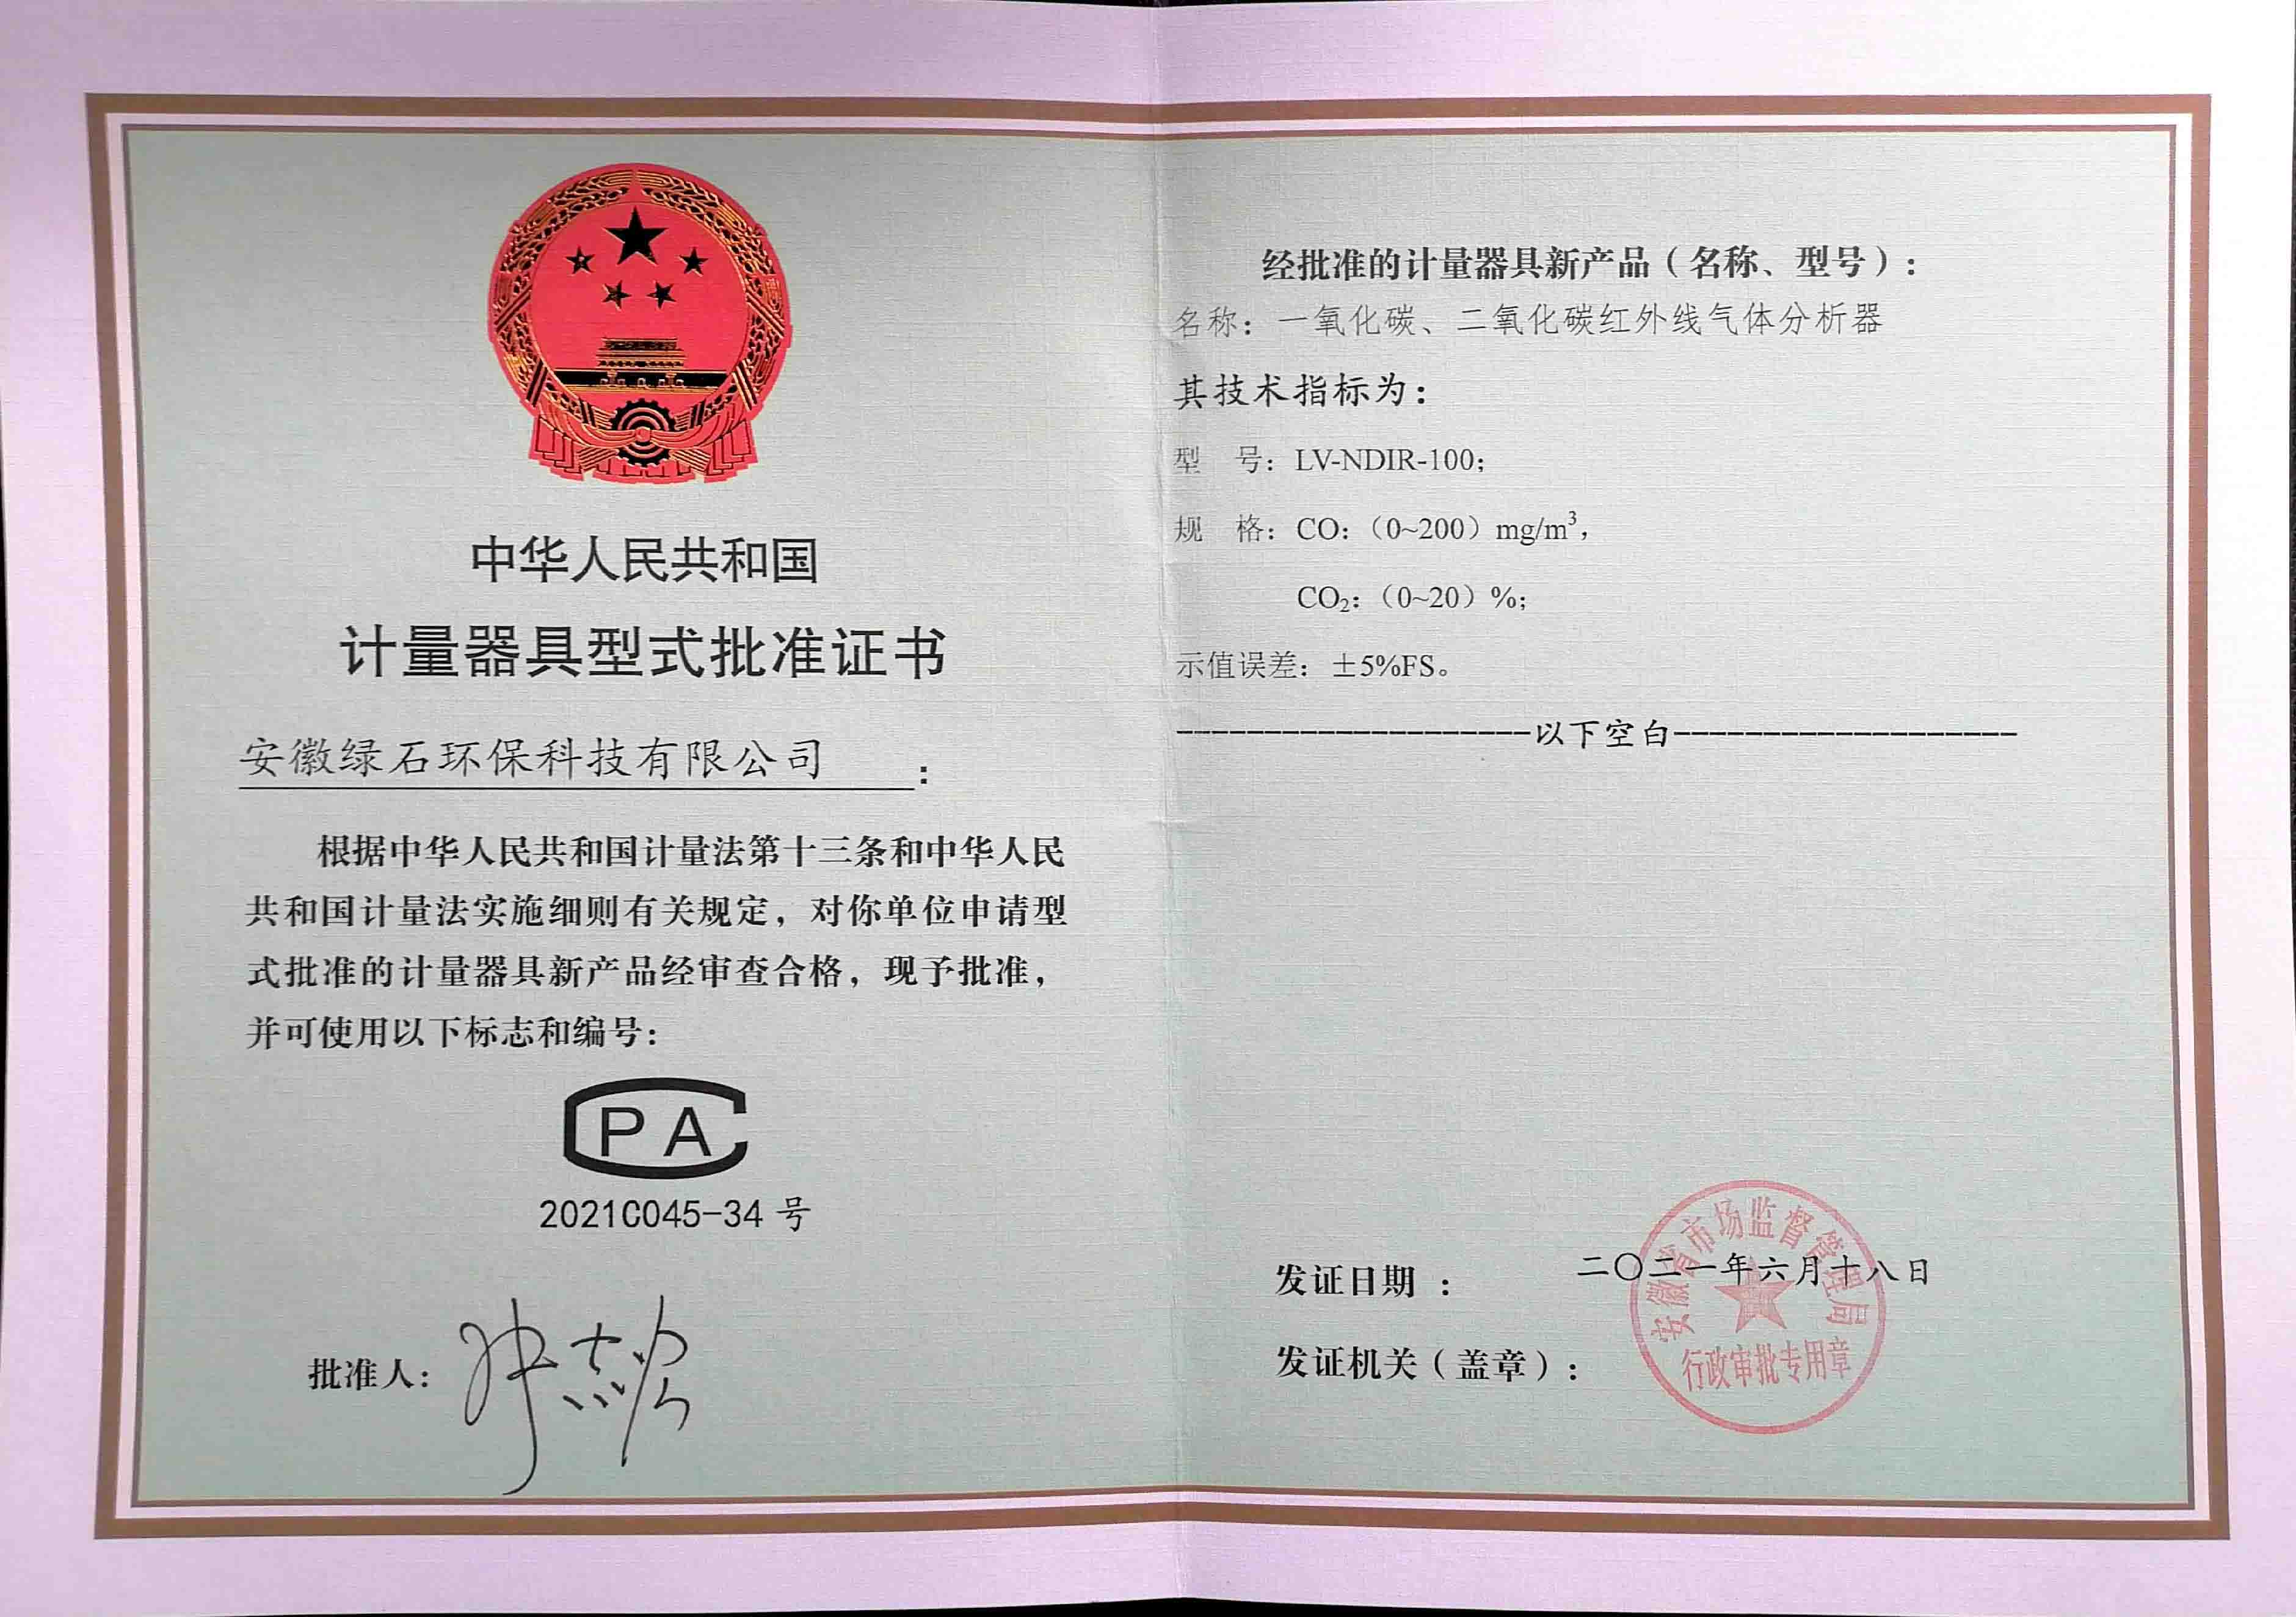 中华人民共和国
计量器具型式批准证书
安徽绿石环保科技有限公司：
根据中华人民共和国计量法第十三条和中华人民
共和国计量法实施细则有关规定，对你单位申请型
式批准的计量器具新产品经审查合格，现予批准，
并可使用以下标志和编号：
CPA
2021C045-34 号
批准人：
经批准的计量器具新产品（名称、型号）：
名称：一氧化碳、二氧化碳红外线气体分析器
其技术指标为：
型 号：LV-NDIR-100；
规 格：CO：（0~200）mg/m³，
CO₂：（0~20）%；
示值误差：±5%FS。
--------------------以下空白--------------------
发证日期 ： 二〇二一年六月十八日
发证机关（盖章）：
安徽省市场监督管理局
行政审批专用章